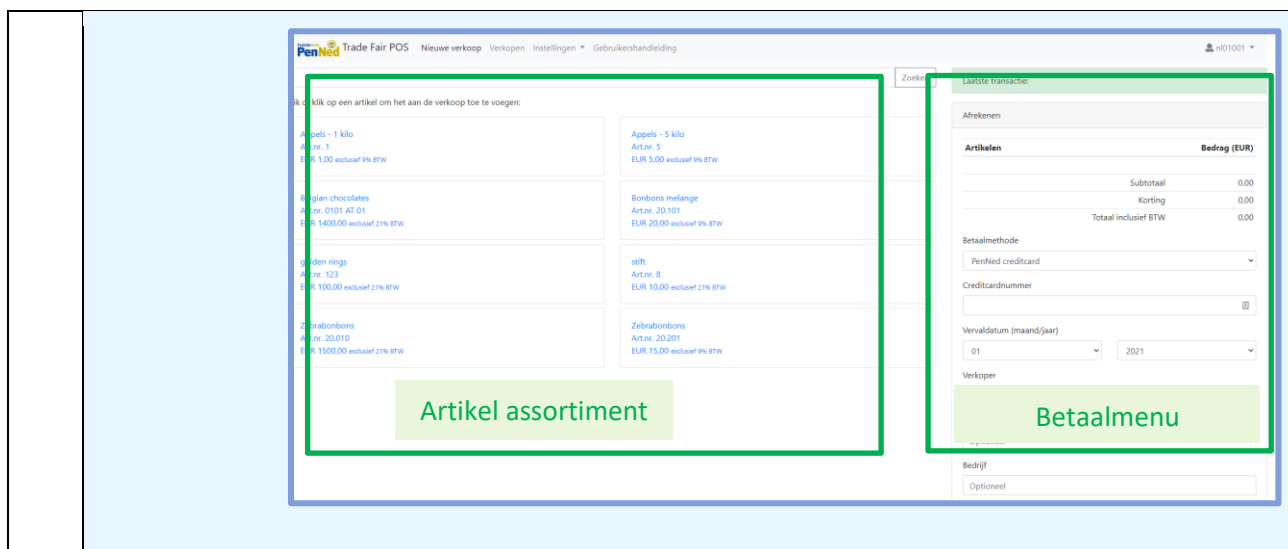 PenNed Trade Fair POS Nieuwe verkoop Verkopen Instellingen Gebruikershandleiding nl01001
Zoeken
klik op een artikel om het aan de verkoop toe te voegen:
Appels - 1 kilo
Art.nr. 1
EUR 1,00 exclusief 9% BTW
Appels - 5 kilo
Art.nr. 5
EUR 5,00 exclusief 9% BTW
Belgian chocolates
Art.nr. 0101 AT 01
EUR 1400,00 exclusief 21% BTW
Bonbons melange
Art.nr. 20.101
EUR 20,00 exclusief 9% BTW
golden rings
Art.nr. 123
EUR 100,00 exclusief 21% BTW
stift
Art.nr. 8
EUR 10,00 exclusief 21% BTW
Zebrabonbons
Art.nr. 20.010
EUR 1500,00 exclusief 21% BTW
Zebrabonbons
Art.nr. 20.201
EUR 15,00 exclusief 9% BTW
Artikel assortiment
Laatste transactie:
Afrekenen
Artikelen Bedrag (EUR)
Subtotaal 0,00
Korting 0,00
Totaal inclusief BTW 0,00
Betaalmethode
PenNed creditcard
Creditcardnummer
Vervaldatum (maand/jaar)
01 2021
Verkoper
Betaalmenu
Optioneel
Bedrijf
Optioneel